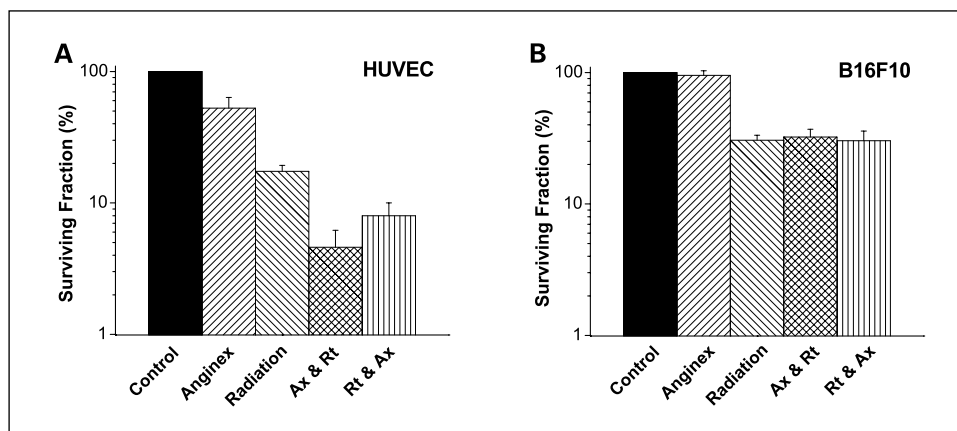 A
HUVEC
Surviving Fraction (%)
100
10
1
Control
Anginex
Radiation
Ax & Rt
Rt & Ax
B
B16F10
Surviving Fraction (%)
100
10
1
Control
Anginex
Radiation
Ax & Rt
Rt & Ax